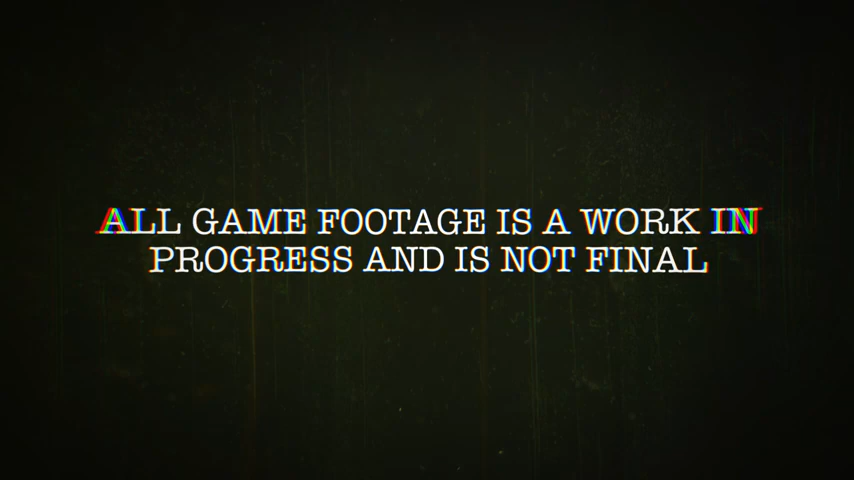 ALL GAME FOOTAGE IS A WORK IN
PROGRESS AND IS NOT FINAL